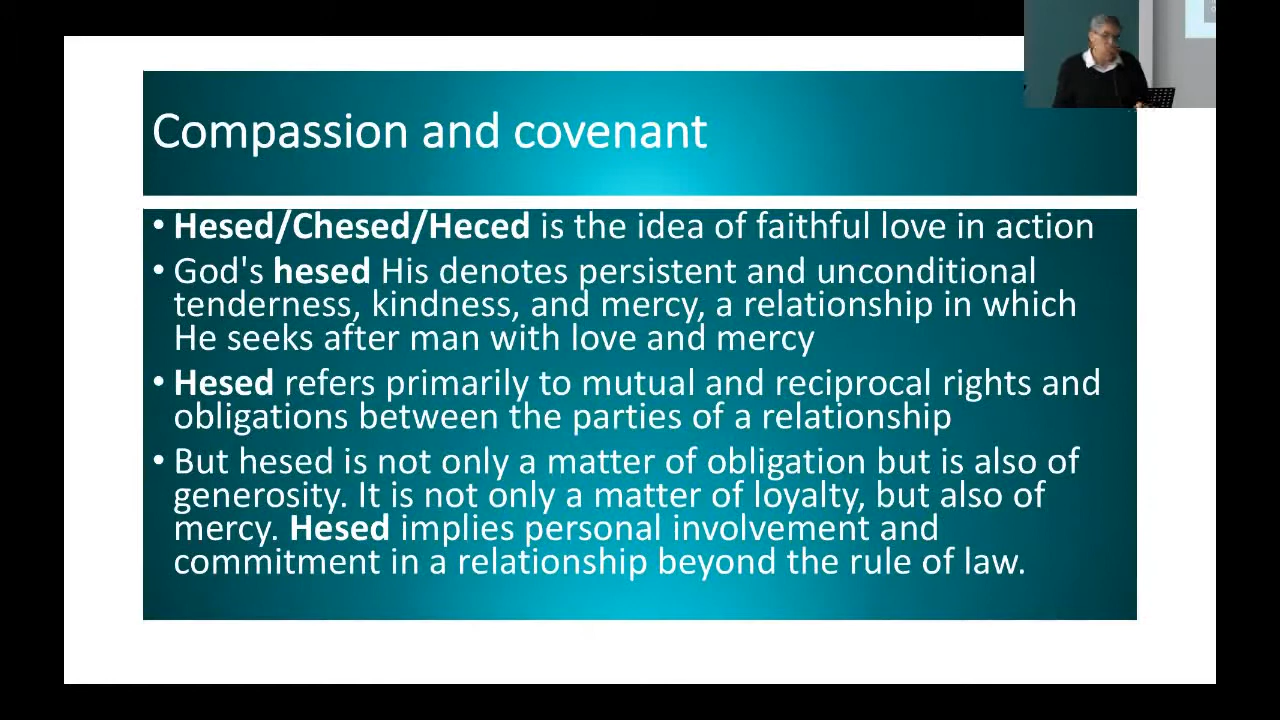 Compassion and covenant
• Hesed/Chesed/Heced is the idea of faithful love in action
• God's hesed His denotes persistent and unconditional
tenderness, kindness, and mercy, a relationship in which
He seeks after man with love and mercy
• Hesed refers primarily to mutual and reciprocal rights and
obligations between the parties of a relationship
• But hesed is not only a matter of obligation but is also of
generosity. It is not only a matter of loyalty, but also of
mercy. Hesed implies personal involvement and
commitment in a relationship beyond the rule of law.